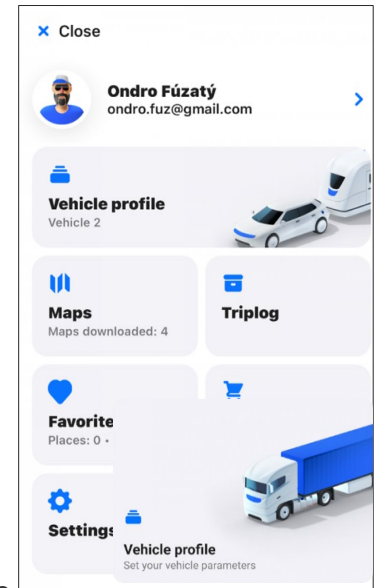 Close
Ondro Fúzatý
ondro.fuz@gmail.com
Vehicle profile
Vehicle 2
Maps
Maps downloaded: 4
Triplog
Favorite
Places: 0 •
Settings
Vehicle profile
Set your vehicle parameters